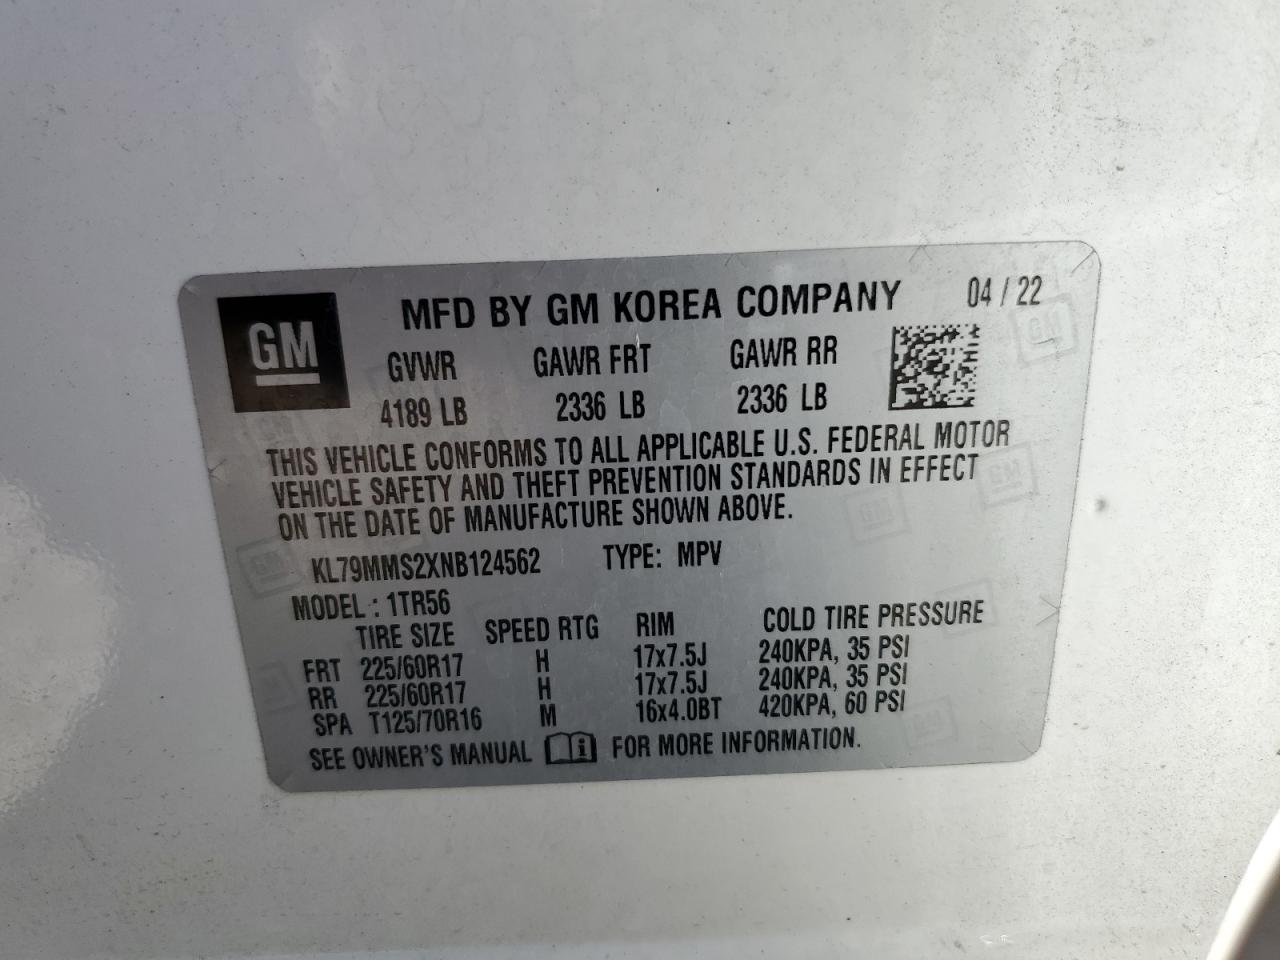 GM
MFD BY GM KOREA COMPANY 04 / 22
GVWR GAWR FRT GAWR RR
4189 LB 2336 LB 2336 LB
THIS VEHICLE CONFORMS TO ALL APPLICABLE U.S. FEDERAL MOTOR
VEHICLE SAFETY AND THEFT PREVENTION STANDARDS IN EFFECT
ON THE DATE OF MANUFACTURE SHOWN ABOVE.
KL79MMS2XNB124562 TYPE: MPV
MODEL : 1TR56
TIRE SIZE SPEED RTG RIM COLD TIRE PRESSURE
FRT 225/60R17 H 17x7.5J 240KPA, 35 PSI
RR 225/60R17 H 17x7.5J 240KPA, 35 PSI
SPA T125/70R16 M 16x4.0BT 420KPA, 60 PSI
SEE OWNER'S MANUAL FOR MORE INFORMATION.